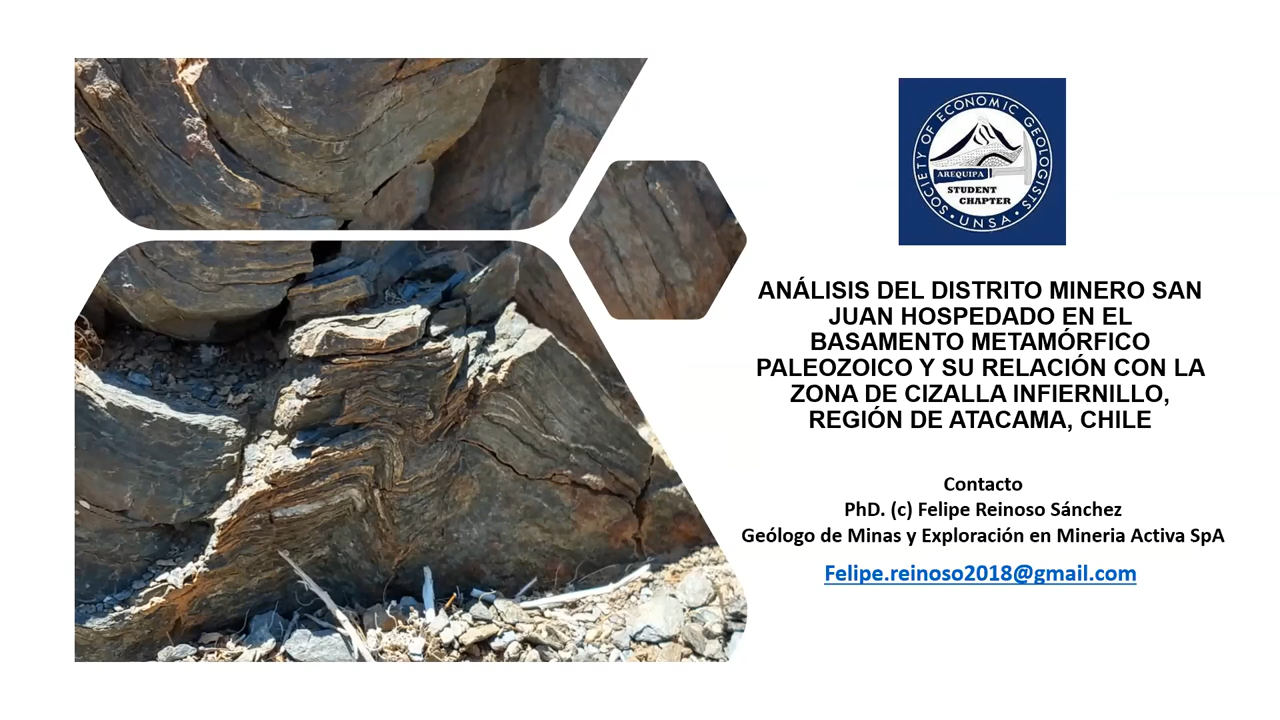 SOCIETY OF ECONOMIC GEOLOGISTS
AREQUIPA
STUDENT
CHAPTER
• UNSA •
ANÁLISIS DEL DISTRITO MINERO SAN
JUAN HOSPEDADO EN EL
BASAMENTO METAMÓRFICO
PALEOZOICO Y SU RELACIÓN CON LA
ZONA DE CIZALLA INFIERNILLO,
REGIÓN DE ATACAMA, CHILE
Contacto
PhD. (c) Felipe Reinoso Sánchez
Geólogo de Minas y Exploración en Mineria Activa SpA
Felipe.reinoso2018@gmail.com